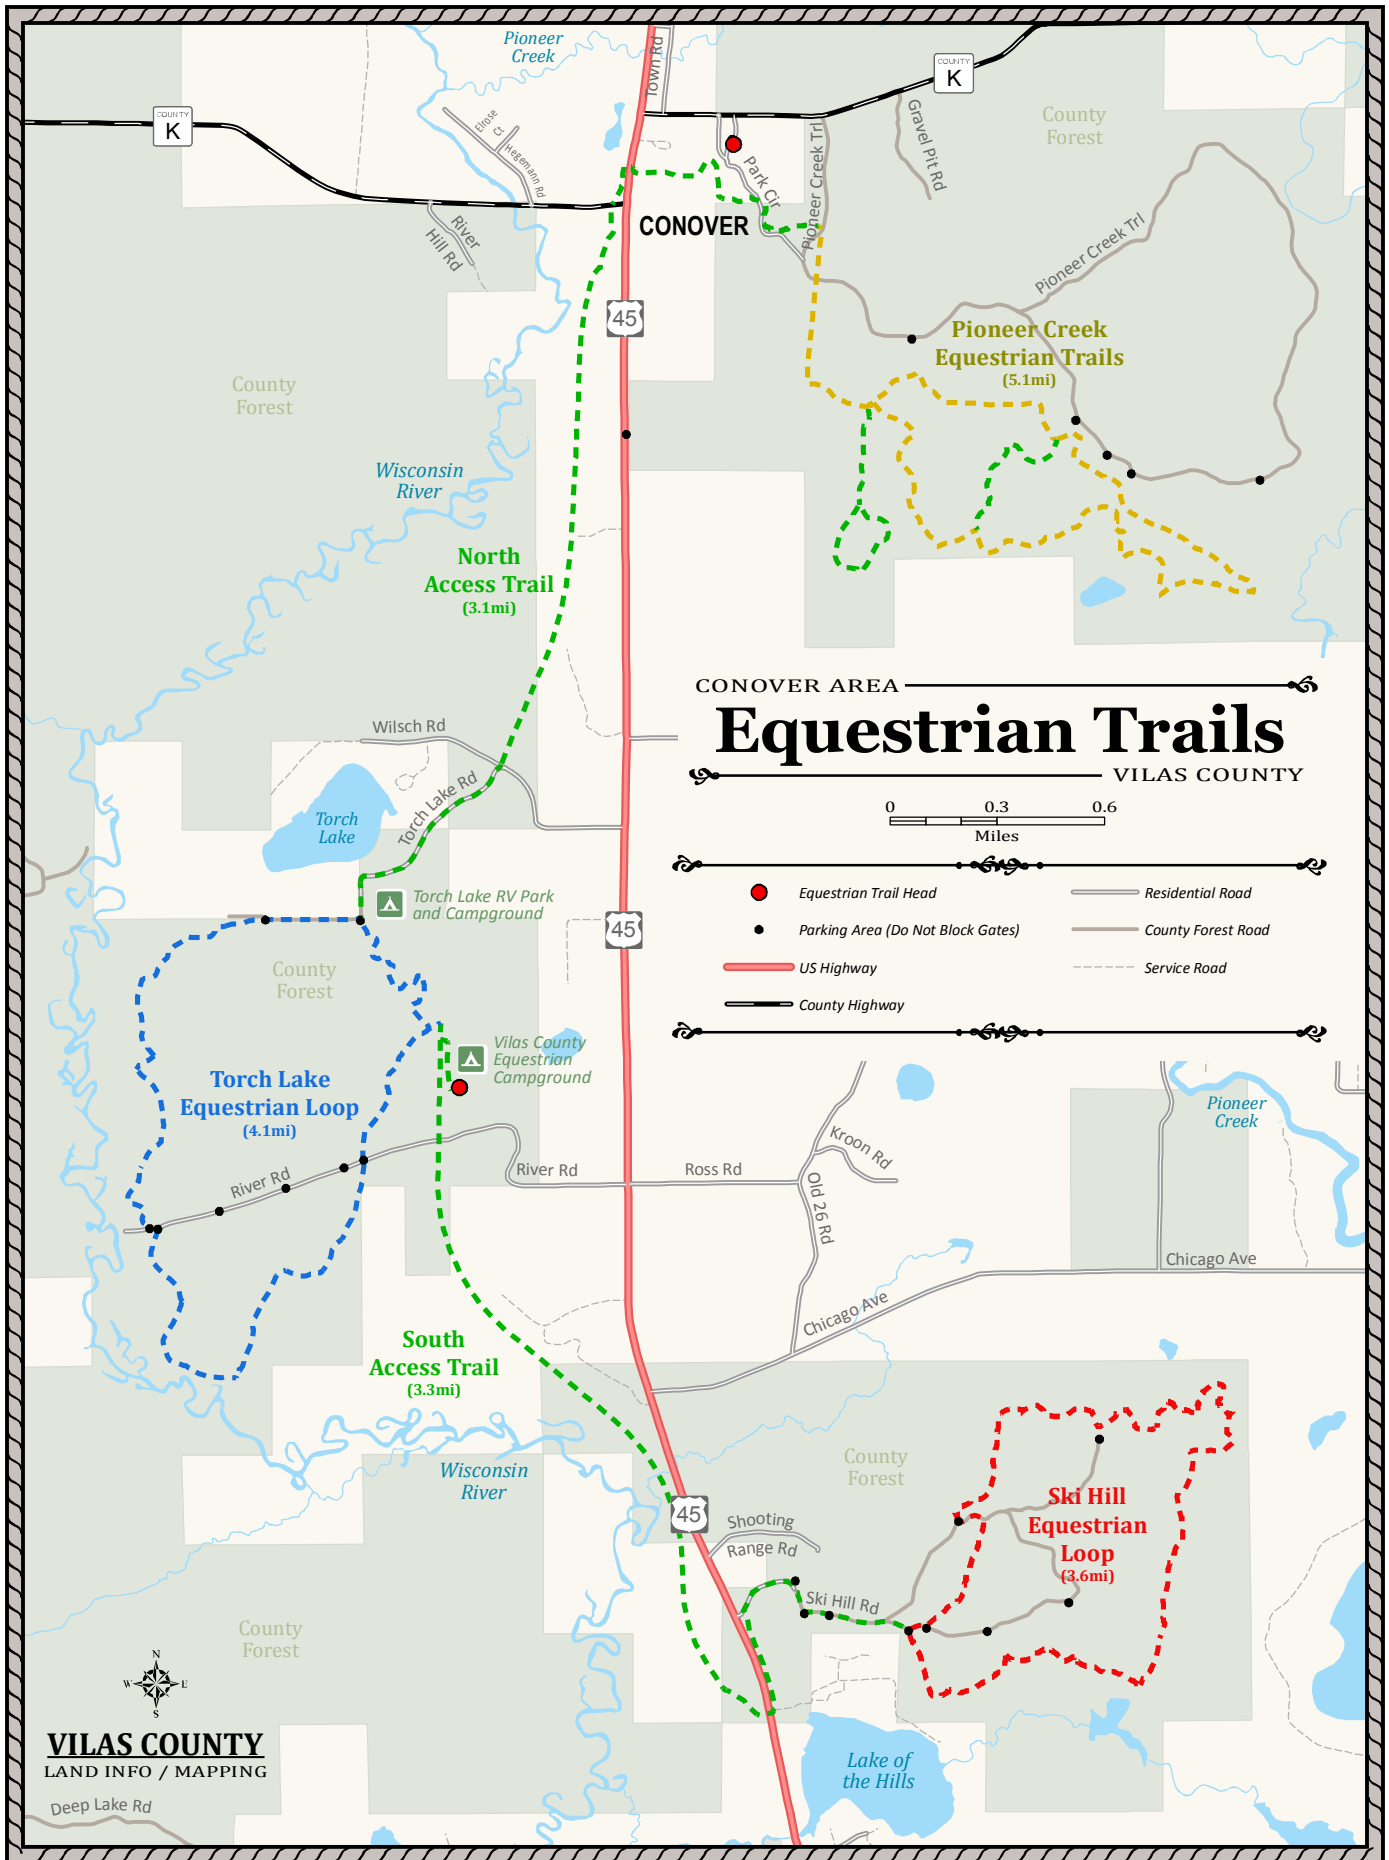 Pioneer
Creek
Town Rd
COUNTY
K
COUNTY
K
Elrose
Ct
Hegemann Rd
Gravel Pit Rd
County
Forest
Park Cir
Pioneer Creek Trl
River
Hill Rd
CONOVER
Pioneer Creek Trl
45
Pioneer Creek
Equestrian Trails
(5.1mi)
County
Forest
Wisconsin
River
North
Access Trail
(3.1mi)
CONOVER AREA
Equestrian Trails
VILAS COUNTY
0 0.3 0.6
Miles
Equestrian Trail Head
Residential Road
Parking Area (Do Not Block Gates)
County Forest Road
US Highway
Service Road
County Highway
Wilsch Rd
Torch Lake Rd
Torch
Lake
Torch Lake RV Park
and Campground
45
County
Forest
Vilas County
Equestrian
Campground
Torch Lake
Equestrian Loop
(4.1mi)
River Rd
River Rd
Ross Rd
Kroon Rd
Old 26 Rd
Pioneer
Creek
Chicago Ave
Chicago Ave
South
Access Trail
(3.3mi)
Wisconsin
River
County
Forest
45
Shooting
Range Rd
Ski Hill
Equestrian
Loop
(3.6mi)
Ski Hill Rd
County
Forest
N
W E
S
VILAS COUNTY
LAND INFO / MAPPING
Lake of
the Hills
Deep Lake Rd